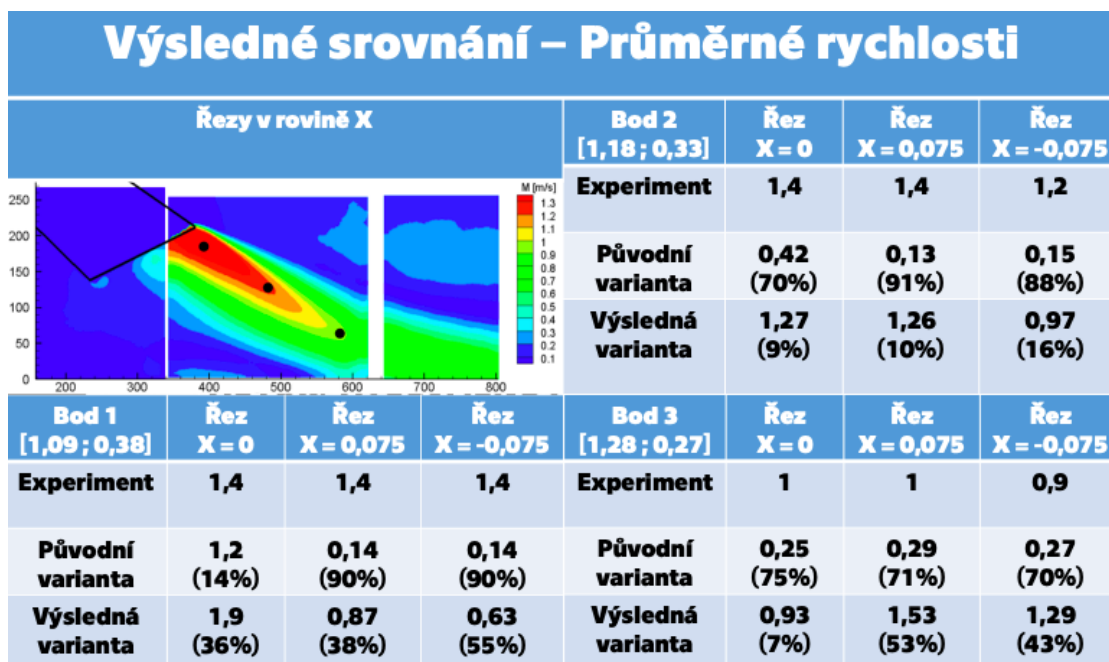 Výsledné srovnání – Průměrné rychlosti
Řezy v rovině X
M [m/s]
1.3
1.2
1.1
1
0.9
0.8
0.7
0.6
0.5
0.4
0.3
0.2
0.1
250
200
150
100
50
0
200 300 400 500 600 700 800
Bod 2 Řez Řez Řez
[1,18 ; 0,33] X = 0 X = 0,075 X = -0,075
Experiment 1,4 1,4 1,2
Původní 0,42 0,13 0,15
varianta (70%) (91%) (88%)
Výsledná 1,27 1,26 0,97
varianta (9%) (10%) (16%)
Bod 1 Řez Řez Řez
[1,09 ; 0,38] X = 0 X = 0,075 X = -0,075
Experiment 1,4 1,4 1,4
Původní 1,2 0,14 0,14
varianta (14%) (90%) (90%)
Výsledná 1,9 0,87 0,63
varianta (36%) (38%) (55%)
Bod 3 Řez Řez Řez
[1,28 ; 0,27] X = 0 X = 0,075 X = -0,075
Experiment 1 1 0,9
Původní 0,25 0,29 0,27
varianta (75%) (71%) (70%)
Výsledná 0,93 1,53 1,29
varianta (7%) (53%) (43%)